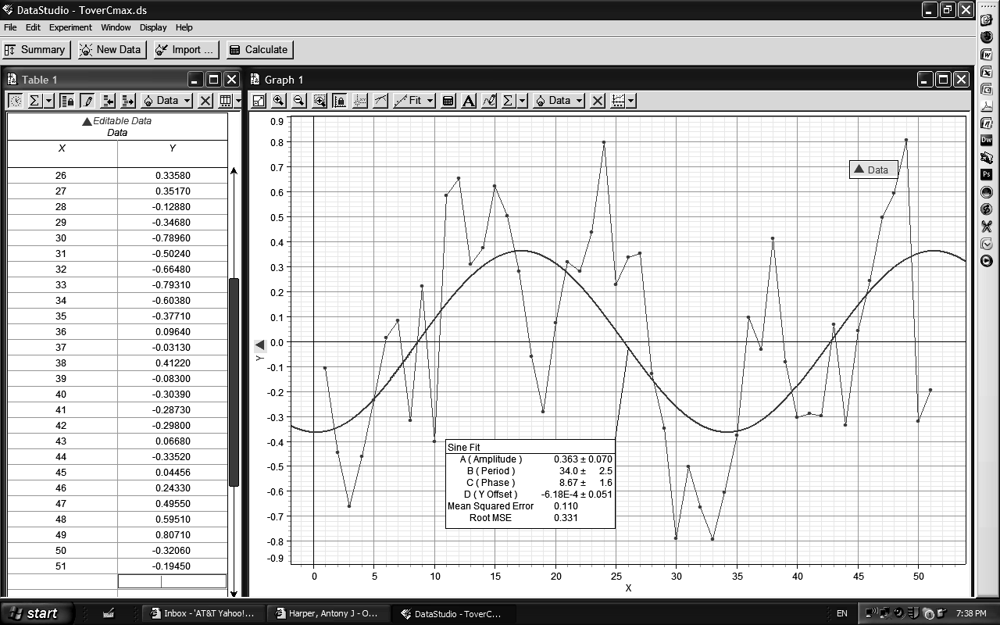 DataStudio - ToverCmax.ds
File Edit Experiment Window Display Help
Summary New Data Import ... Calculate
Table 1
Σ Data
Editable Data
Data
X Y
26 0.33580
27 0.35170
28 -0.12880
29 -0.34680
30 -0.78960
31 -0.50240
32 -0.66480
33 -0.79310
34 -0.60380
35 -0.37710
36 0.09640
37 -0.03130
38 0.41220
39 -0.08300
40 -0.30390
41 -0.28730
42 -0.29800
43 0.06680
44 -0.33520
45 0.04456
46 0.24330
47 0.49550
48 0.59510
49 0.80710
50 -0.32060
51 -0.19450
Graph 1
Fit A Σ Data
0.9
0.8
0.7
0.6
0.5
0.4
0.3
0.2
0.1
0.0
-0.1
-0.2
-0.3
-0.4
-0.5
-0.6
-0.7
-0.8
-0.9
Y
Data
Sine Fit
A ( Amplitude ) 0.363 ± 0.070
B ( Period ) 34.0 ± 2.5
C ( Phase ) 8.67 ± 1.6
D ( Y Offset ) -6.18E-4 ± 0.051
Mean Squared Error 0.110
Root MSE 0.331
0 5 10 15 20 25 30 35 40 45 50
X
Dw
Ps
start
Inbox - 'AT&T Yahoo!...
Harper, Antony J - O...
DataStudio - ToverC...
EN
7:38 PM